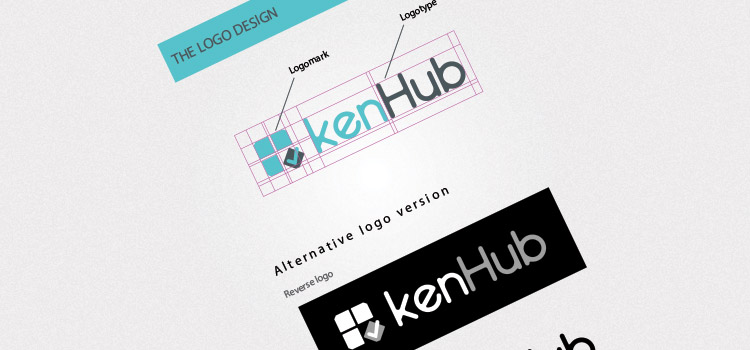 THE LOGO DESIGN
Logotype
Logomark
kenHub
Alternative logo version
Reverse logo
kenHub